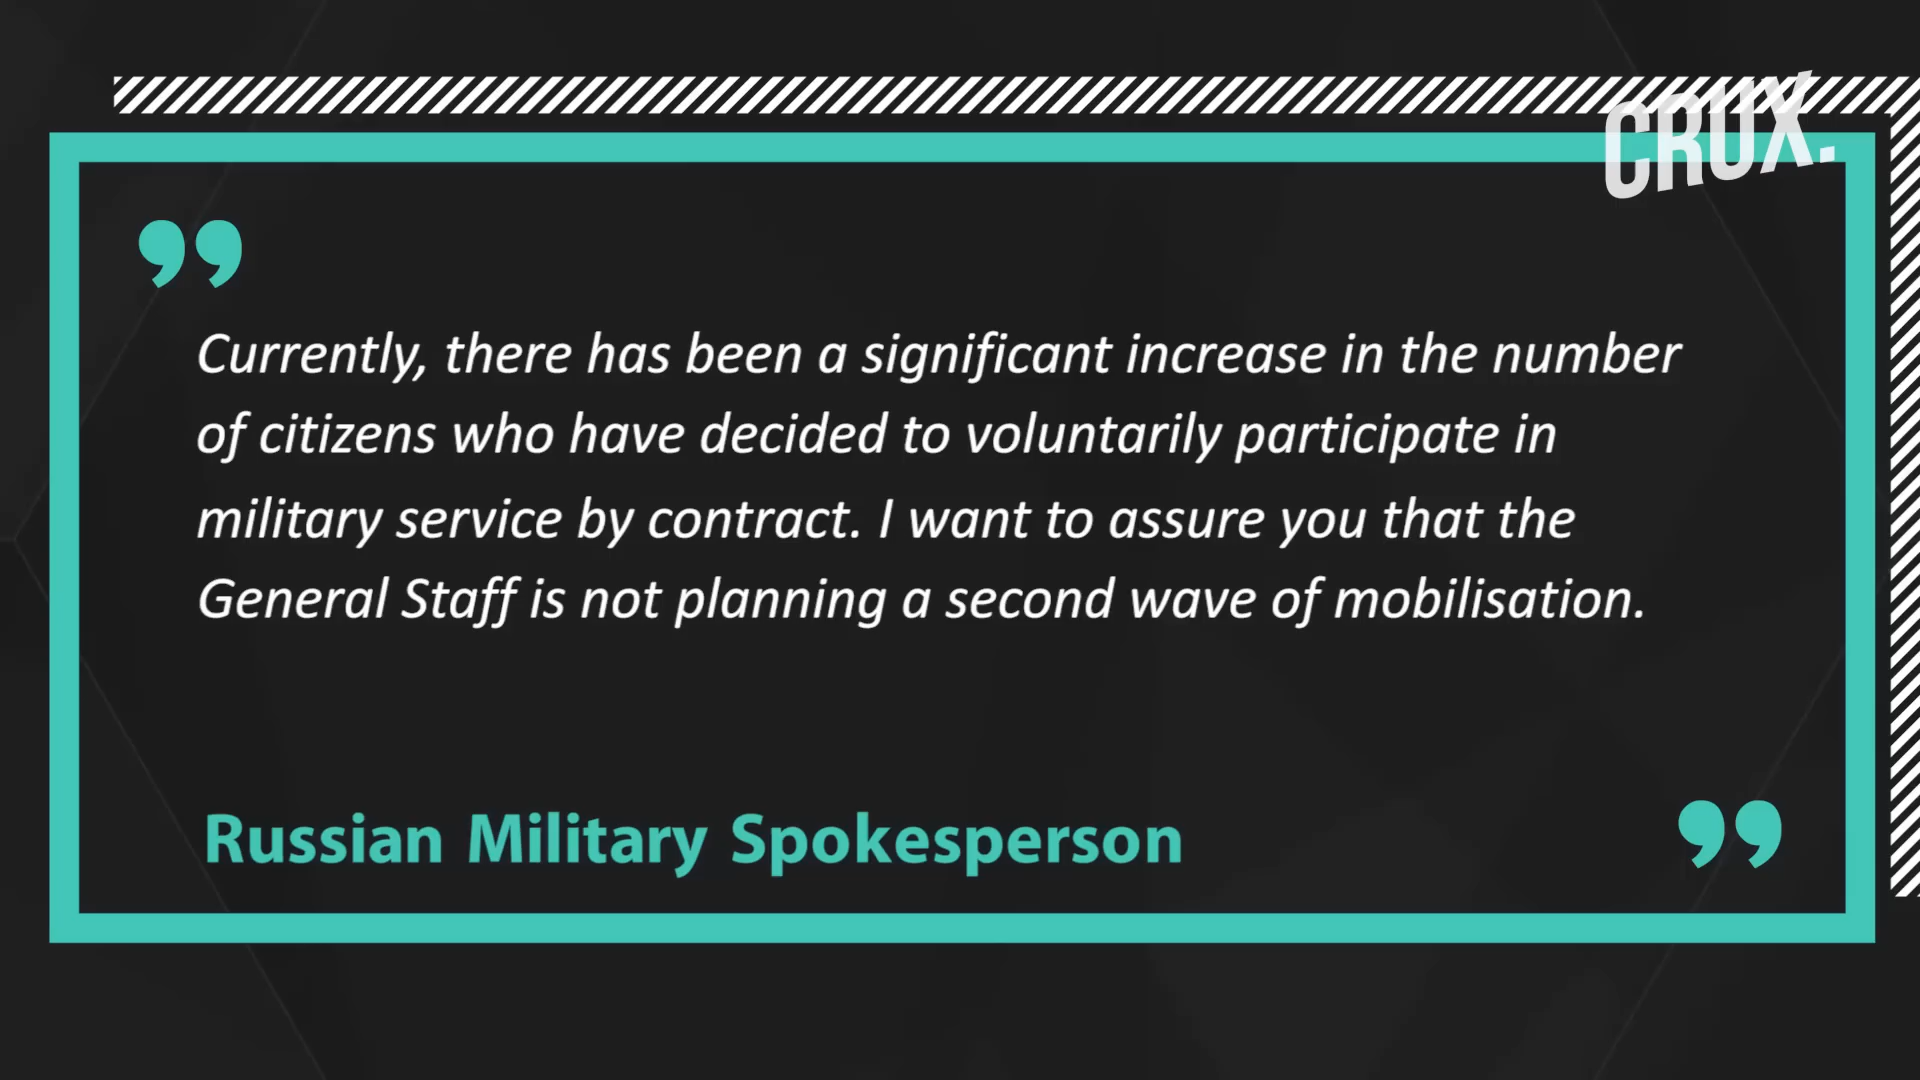 CRUX.
”
Currently, there has been a significant increase in the number
of citizens who have decided to voluntarily participate in
military service by contract. I want to assure you that the
General Staff is not planning a second wave of mobilisation.
Russian Military Spokesperson
”